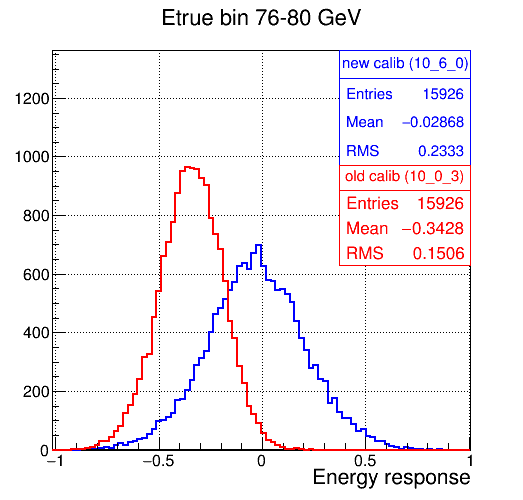 Etrue bin 76-80 GeV
new calib (10_6_0)
Entries 15926
Mean −0.02868
RMS 0.2333
old calib (10_0_3)
Entries 15926
Mean −0.3428
RMS 0.1506
1200
1000
800
600
400
200
0
−1 −0.5 0 0.5 1
Energy response